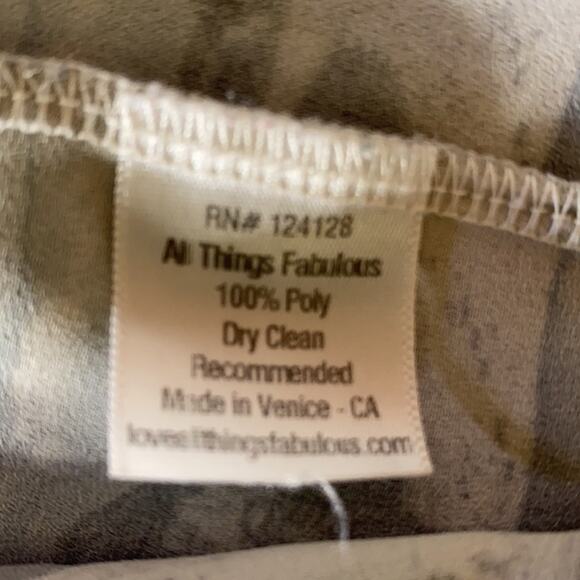 RN# 124128
All Things Fabulous
100% Poly
Dry Clean
Recommended
Made in Venice - CA
lovesallthingsfabulous.com